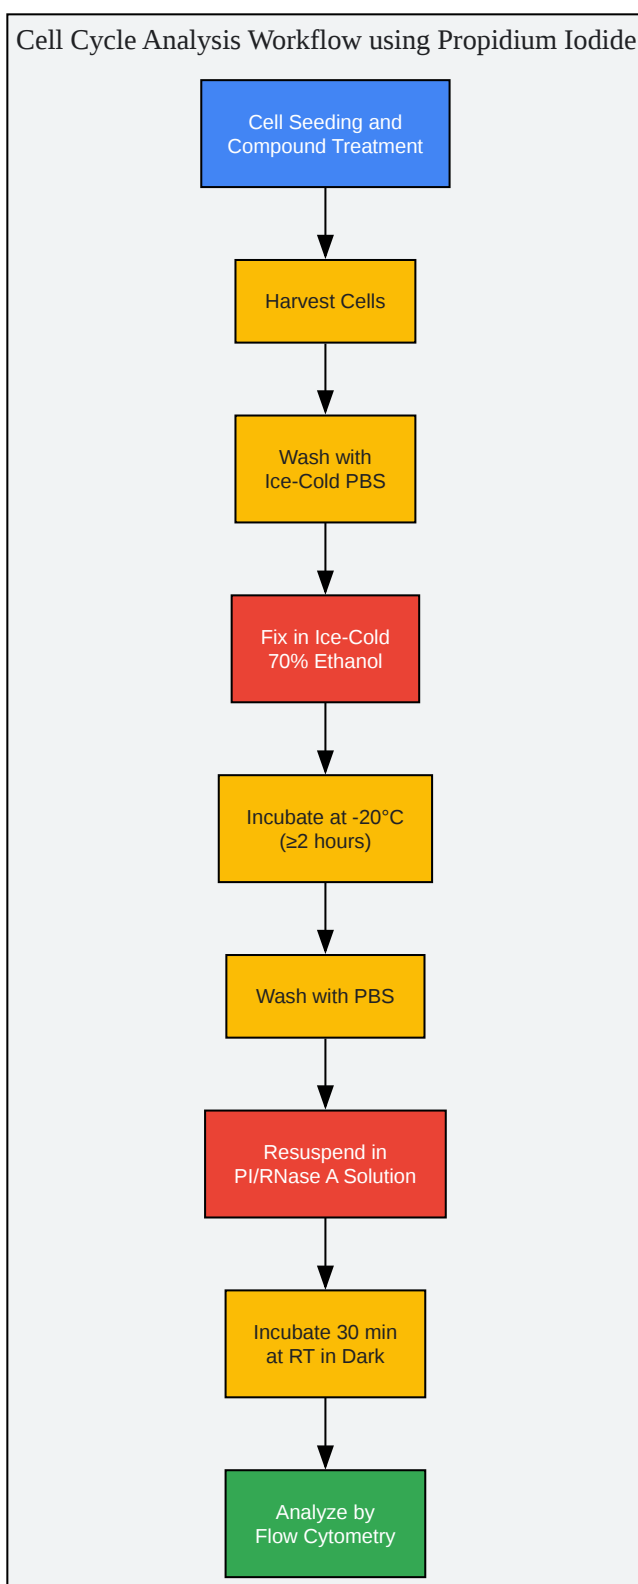 Cell Cycle Analysis Workflow using Propidium Iodide
Cell Seeding and
Compound Treatment
Harvest Cells
Wash with
Ice-Cold PBS
Fix in Ice-Cold
70% Ethanol
Incubate at -20°C
(≥2 hours)
Wash with PBS
Resuspend in
PI/RNase A Solution
Incubate 30 min
at RT in Dark
Analyze by
Flow Cytometry